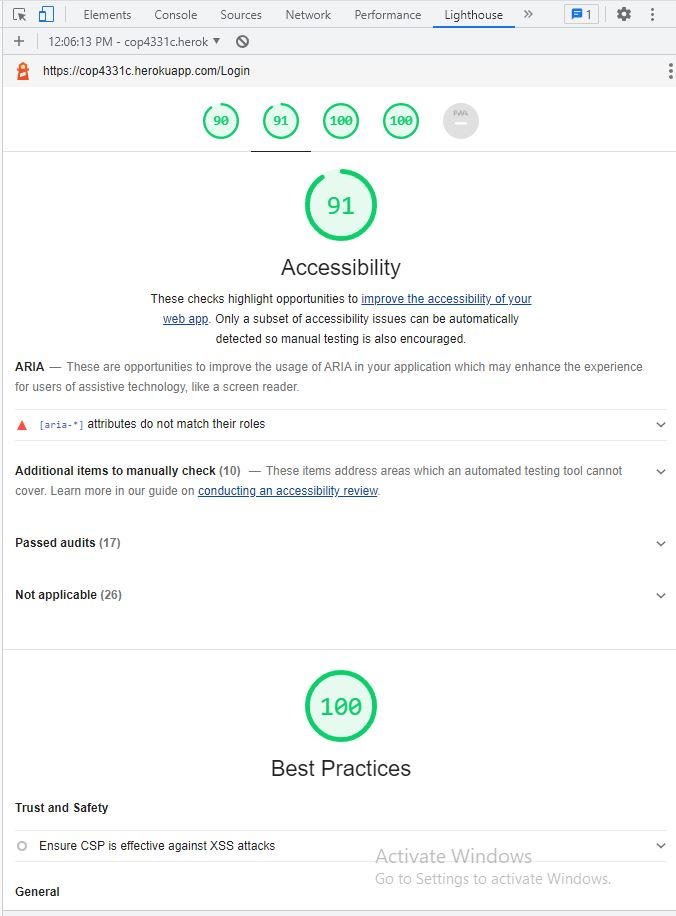 Elements Console Sources Network Performance Lighthouse » 1
+ 12:06:13 PM - cop4331c.herok
https://cop4331c.herokuapp.com/Login
90 91 100 100 PWA
91
Accessibility
These checks highlight opportunities to improve the accessibility of your
web app. Only a subset of accessibility issues can be automatically
detected so manual testing is also encouraged.
ARIA — These are opportunities to improve the usage of ARIA in your application which may enhance the experience
for users of assistive technology, like a screen reader.
[aria-*] attributes do not match their roles
Additional items to manually check (10) — These items address areas which an automated testing tool cannot
cover. Learn more in our guide on conducting an accessibility review.
Passed audits (17)
Not applicable (26)
100
Best Practices
Trust and Safety
Ensure CSP is effective against XSS attacks
Activate Windows
Go to Settings to activate Windows.
General